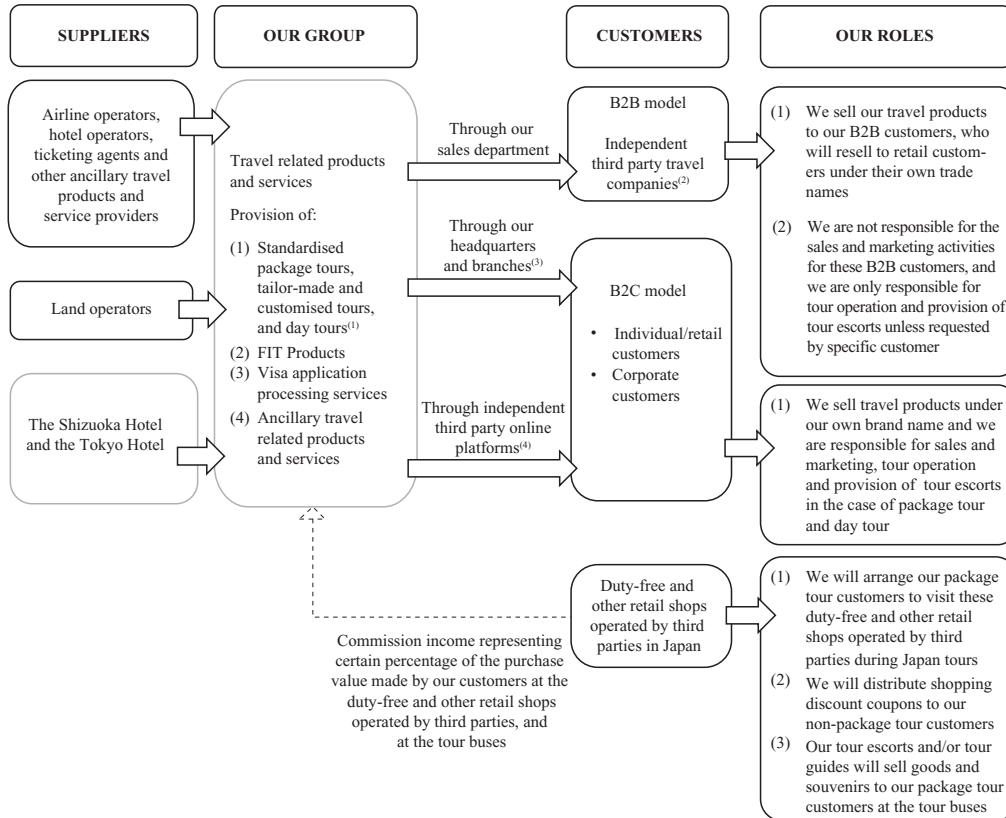 SUPPLIERS
OUR GROUP
CUSTOMERS
OUR ROLES
Airline operators,
hotel operators,
ticketing agents and
other ancillary travel
products and
service providers
Land operators
The Shizuoka Hotel
and the Tokyo Hotel
Travel related products
and services
Provision of:
(1) Standardised
package tours,
tailor-made and
customised tours,
and day tours(1)
(2) FIT Products
(3) Visa application
processing services
(4) Ancillary travel
related products
and services
Through our
sales department
Through our
headquarters
and branches(3)
Through independent
third party online
platforms(4)
B2B model
Independent
third party travel
companies(2)
B2C model
• Individual/retail
customers
• Corporate
customers
Duty-free and
other retail shops
operated by third
parties in Japan
Commission income representing
certain percentage of the purchase
value made by our customers at the
duty-free and other retail shops
operated by third parties, and
at the tour buses
(1) We sell our travel products
to our B2B customers, who
will resell to retail custom-
ers under their own trade
names
(2) We are not responsible for the
sales and marketing activities
for these B2B customers, and
we are only responsible for
tour operation and provision of
tour escorts unless requested
by specific customer
(1) We sell travel products under
our own brand name and we
are responsible for sales and
marketing, tour operation
and provision of tour escorts
in the case of package tour
and day tour
(1) We will arrange our package
tour customers to visit these
duty-free and other retail
shops operated by third
parties during Japan tours
(2) We will distribute shopping
discount coupons to our
non-package tour customers
(3) Our tour escorts and/or tour
guides will sell goods and
souvenirs to our package tour
customers at the tour buses